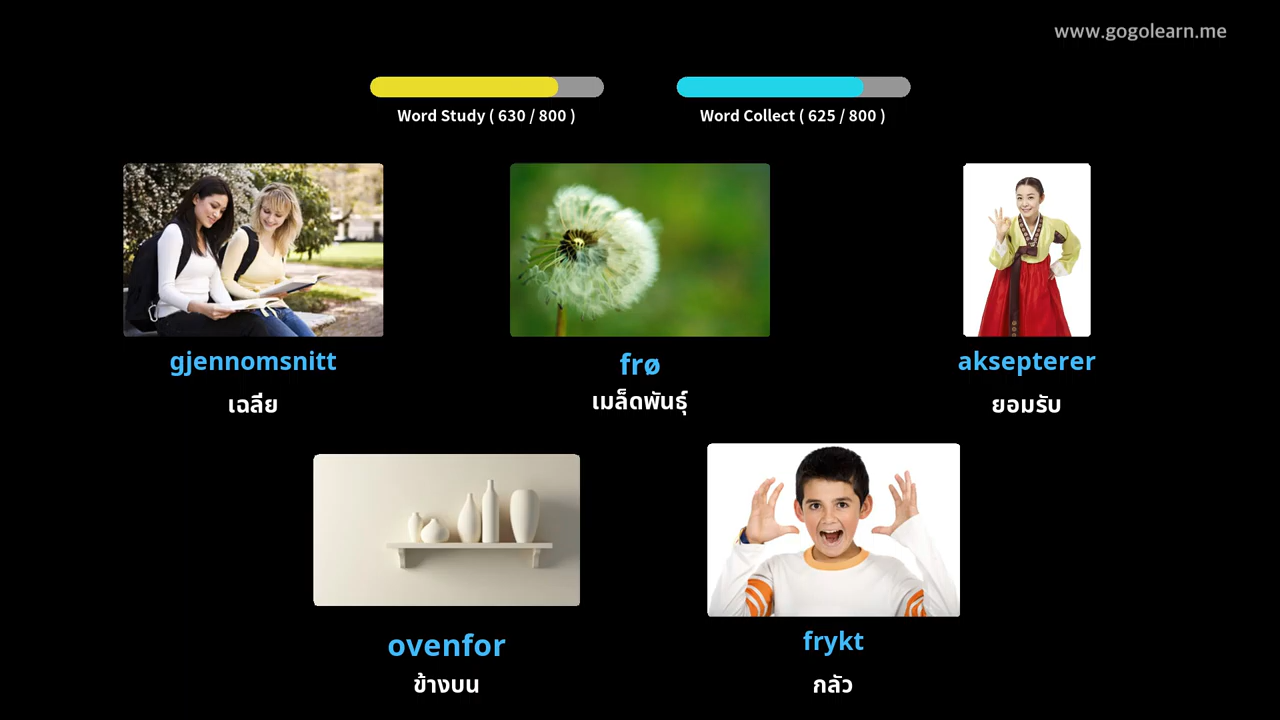 www.gogolearn.me
Word Study ( 630 / 800 )
Word Collect ( 625 / 800 )
gjennomsnitt
เฉลี่ย
frø
เมล็ดพันธุ์
aksepterer
ยอมรับ
ovenfor
ข้างบน
frykt
กลัว